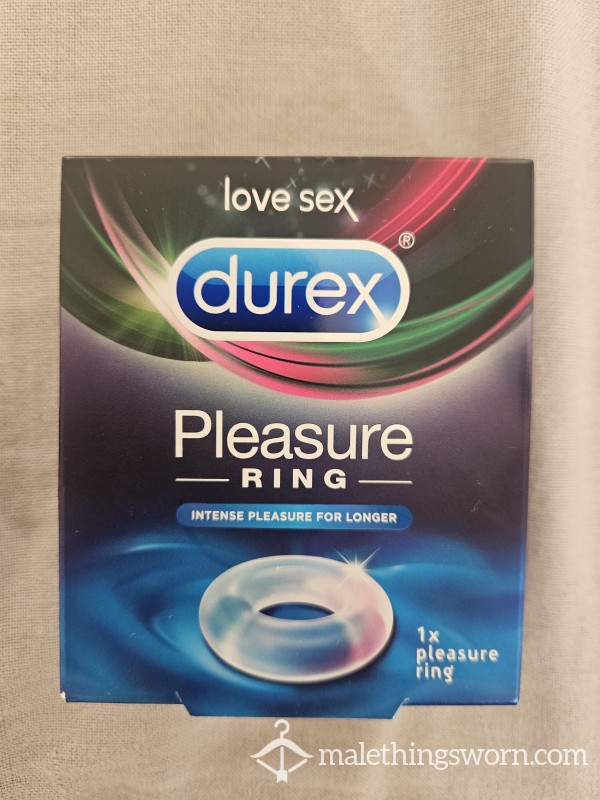 love sex
durex®
Pleasure
RING
INTENSE PLEASURE FOR LONGER
1x
pleasure
ring
malethingsworn.com